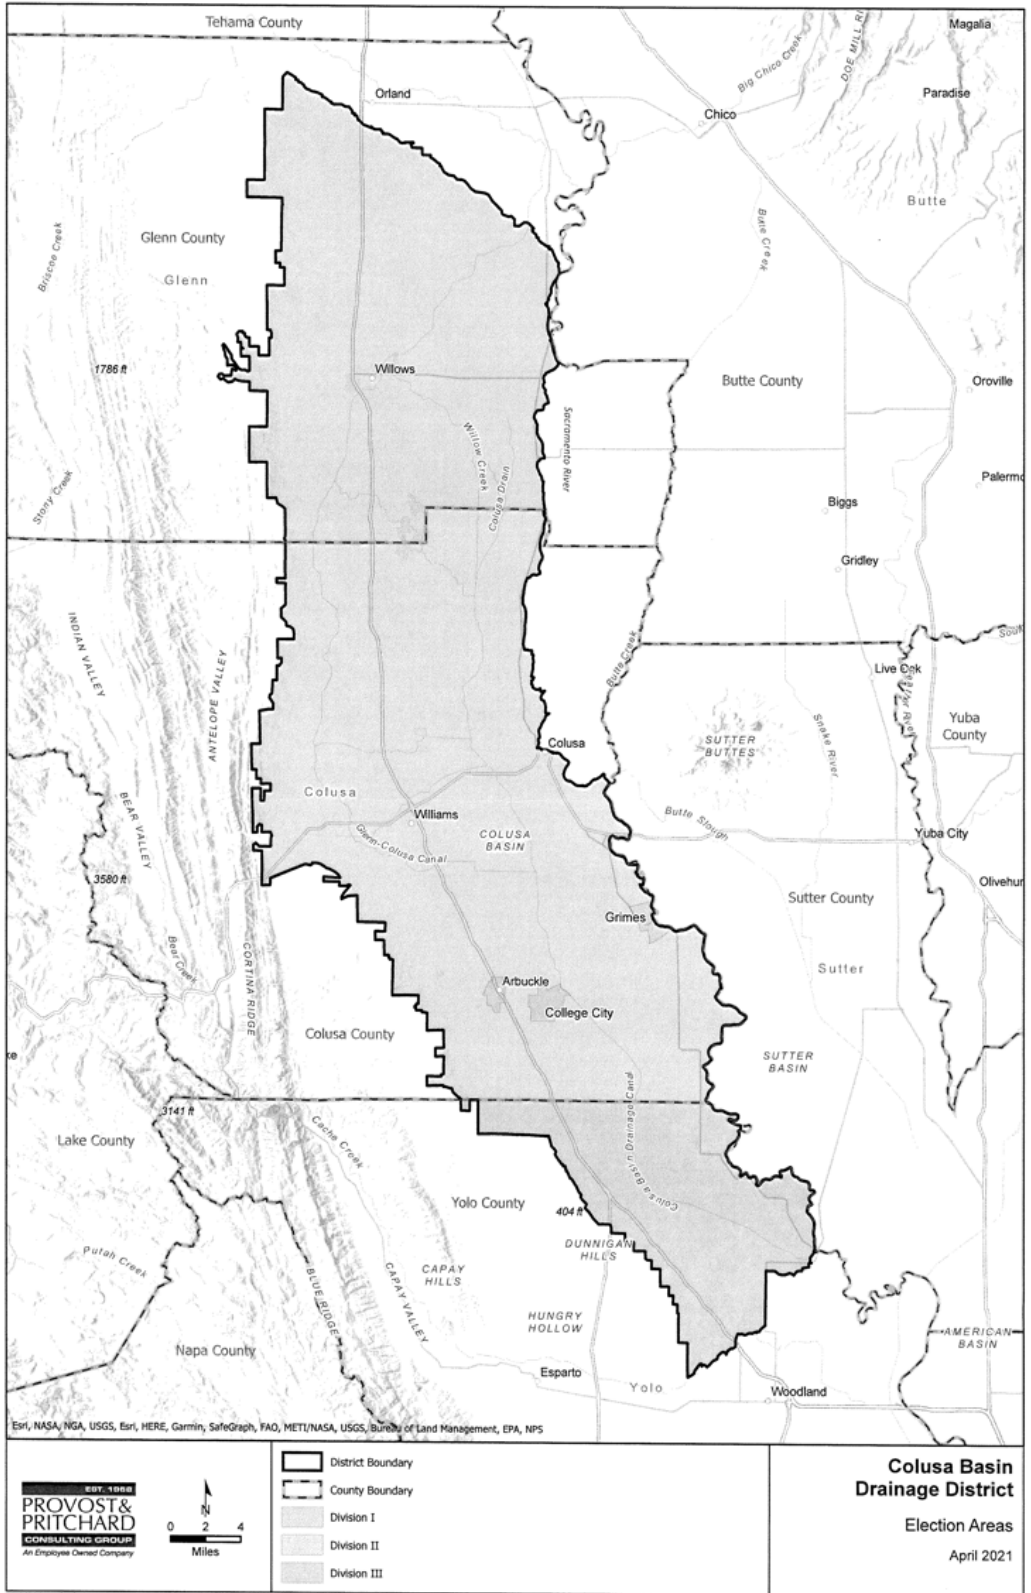 Tehama County
Magalia
Big Chico Creek
DOE MILL RI
Orland
Paradise
Chico
Butte
Butte Creek
Briscoe Creek
Glenn County
Glenn
1786 ft
Willows
Butte County
Oroville
Sacramento River
Willow Creek
Colusa Drain
Stony Creek
Palermo
Biggs
Gridley
INDIAN VALLEY
ANTELOPE VALLEY
Butte Creek
South
Live Oak
Feather River
Yuba
County
Colusa
SUTTER
BUTTES
Snake River
BEAR VALLEY
Colusa
Williams
Glenn-Colusa Canal
COLUSA
BASIN
Butte Slough
Yuba City
3580 ft
Olivehur
Sutter County
Grimes
Bear Creek
CORTINA RIDGE
Sutter
Arbuckle
College City
Colusa County
ke
SUTTER
BASIN
3141 ft
Cache Creek
Colusa Basin Drainage Canal
Lake County
Yolo County
404 ft
DUNNIGAN
HILLS
Putah Creek
BLUE RIDGE
CAPAY VALLEY
CAPAY
HILLS
HUNGRY
HOLLOW
AMERICAN
BASIN
Napa County
Esparto
Yolo
Woodland
Esri, NASA, NGA, USGS, Esri, HERE, Garmin, SafeGraph, FAO, METI/NASA, USGS, Bureau of Land Management, EPA, NPS
EST. 1968
PROVOST&
PRITCHARD
CONSULTING GROUP
An Employee Owned Company
N
0 2 4
Miles
District Boundary
County Boundary
Division I
Division II
Division III
Colusa Basin
Drainage District
Election Areas
April 2021